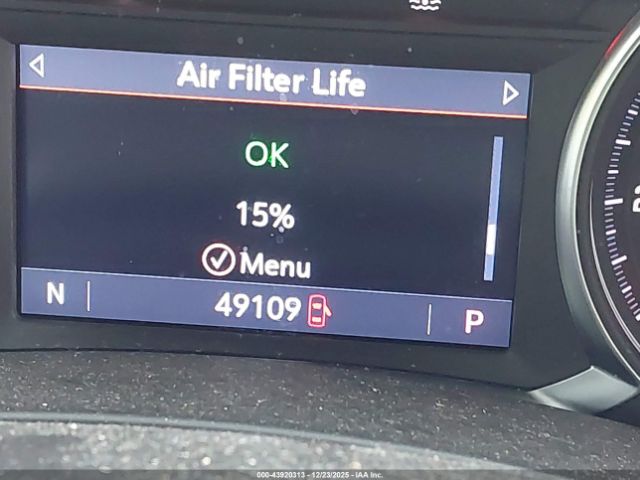 Air Filter Life
OK
15%
Menu
N 49109 P
000-43920313 - 12/23/2025 - IAA Inc.